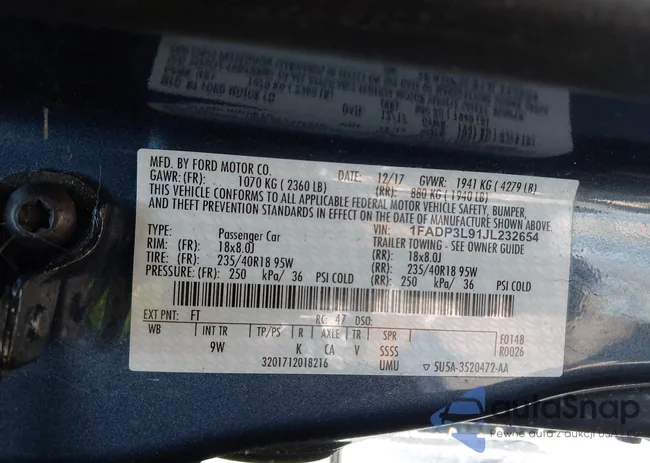 MFD. BY FORD MOTOR CO.
DATE: 12/17 GVWR: 1941 KG ( 4279 LB)
GAWR: (FR): 1070 KG ( 2360 LB) (RR): 880 KG ( 1940 LB)
THIS VEHICLE CONFORMS TO ALL APPLICABLE FEDERAL MOTOR VEHICLE SAFETY, BUMPER,
AND THEFT PREVENTION STANDARDS IN EFFECT ON THE DATE OF MANUFACTURE SHOWN ABOVE.
VIN: 1FADP3L91JL232654
TYPE: Passenger Car TRAILER TOWING - SEE OWNER MANUAL
RIM: (FR) 18x8.0J (RR) 18x8.0J
TIRE: (FR): 235/40R18 95W (RR): 235/40R18 95W
PRESSURE: (FR) 250 kPa/ 36 PSI COLD (RR): 250 kPa/ 36 PSI COLD
EXT PNT: FT RC: 47 DSO:
WB INT TR TP/PS R AXLE TR SPR F0148
9W K CA V SSSS R0026
3201712018216 UMU ▽ 5U5A-3520472-AA
autoSnap
Pewne auta z aukcji od